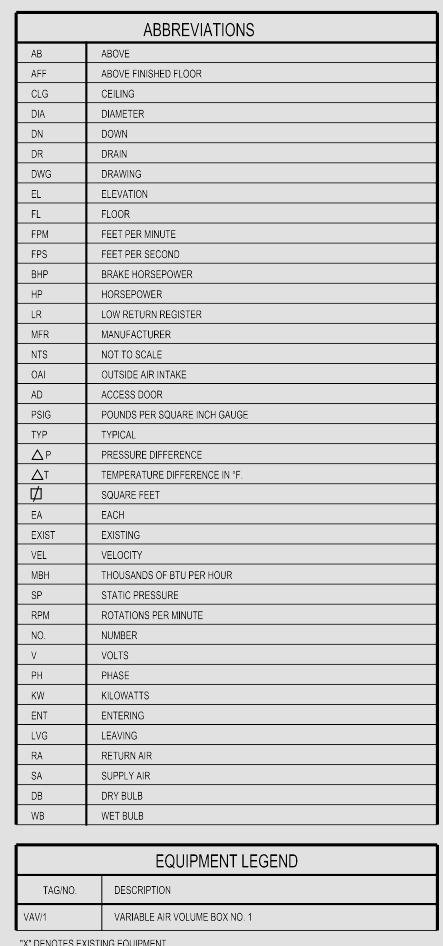 ABBREVIATIONS
AB ABOVE
AFF ABOVE FINISHED FLOOR
CLG CEILING
DIA DIAMETER
DN DOWN
DR DRAIN
DWG DRAWING
EL ELEVATION
FL FLOOR
FPM FEET PER MINUTE
FPS FEET PER SECOND
BHP BRAKE HORSEPOWER
HP HORSEPOWER
LR LOW RETURN REGISTER
MFR MANUFACTURER
NTS NOT TO SCALE
OAI OUTSIDE AIR INTAKE
AD ACCESS DOOR
PSIG POUNDS PER SQUARE INCH GAUGE
TYP TYPICAL
△ P PRESSURE DIFFERENCE
△T TEMPERATURE DIFFERENCE IN °F.
SQUARE FEET
EA EACH
EXIST EXISTING
VEL VELOCITY
MBH THOUSANDS OF BTU PER HOUR
SP STATIC PRESSURE
RPM ROTATIONS PER MINUTE
NO. NUMBER
V VOLTS
PH PHASE
KW KILOWATTS
ENT ENTERING
LVG LEAVING
RA RETURN AIR
SA SUPPLY AIR
DB DRY BULB
WB WET BULB
EQUIPMENT LEGEND
TAG/NO. DESCRIPTION
VAV/1 VARIABLE AIR VOLUME BOX NO. 1
"X" DENOTES EXISTING EQUIPMENT